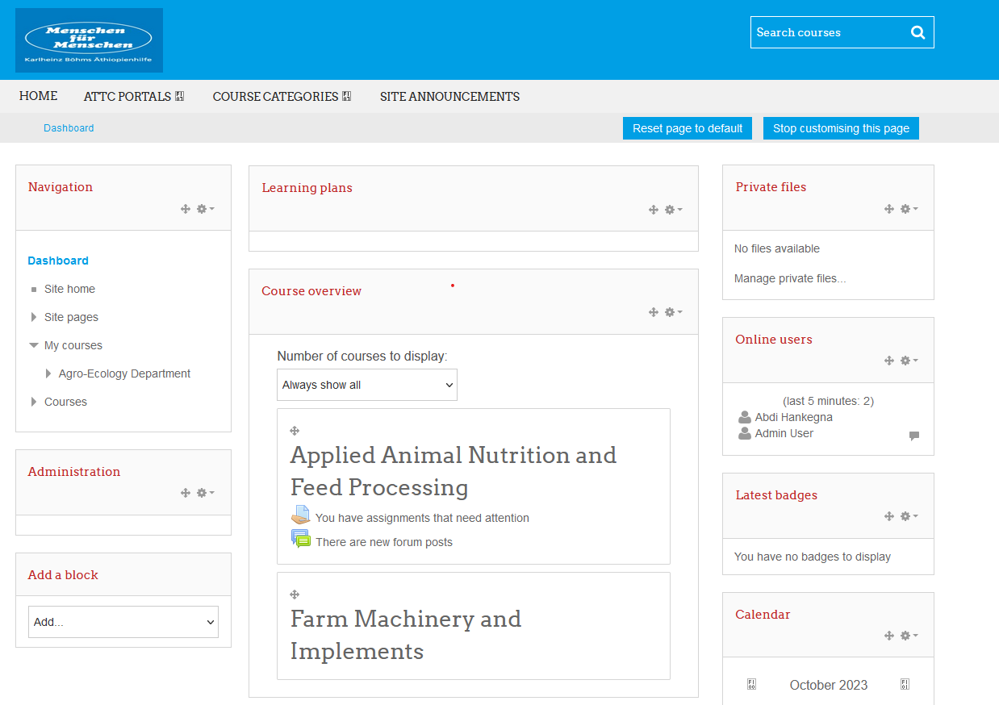 Menschen
für
Menschen
Karlheinz Böhms Äthiopienhilfe
Search courses
HOME
ATTC PORTALS
COURSE CATEGORIES
SITE ANNOUNCEMENTS
Dashboard
Reset page to default
Stop customising this page
Navigation
Dashboard
Site home
Site pages
My courses
Agro-Ecology Department
Courses
Administration
Add a block
Add...
Learning plans
Course overview
Number of courses to display:
Always show all
Applied Animal Nutrition and
Feed Processing
You have assignments that need attention
There are new forum posts
Farm Machinery and
Implements
Private files
No files available
Manage private files...
Online users
(last 5 minutes: 2)
Abdi Hankegna
Admin User
Latest badges
You have no badges to display
Calendar
October 2023